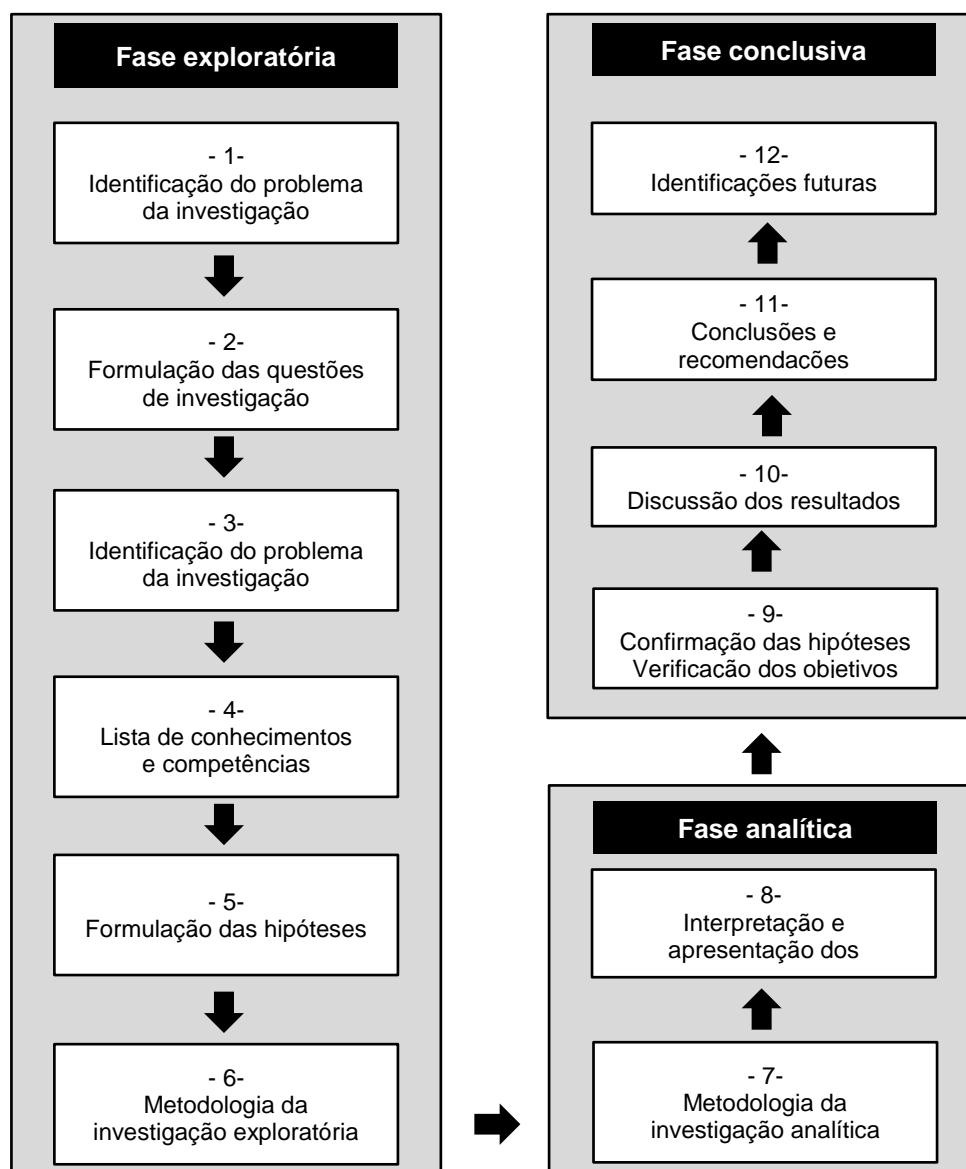 Fase exploratória
- 1-
Identificação do problema
da investigação
- 2-
Formulação das questões
de investigação
- 3-
Identificação do problema
da investigação
- 4-
Lista de conhecimentos
e competências
- 5-
Formulação das hipóteses
- 6-
Metodologia da
investigação exploratória
Fase analítica
- 7-
Metodologia da
investigação analítica
- 8-
Interpretação e
apresentação dos
Fase conclusiva
- 9-
Confirmação das hipóteses
Verificação dos objetivos
- 10-
Discussão dos resultados
- 11-
Conclusões e
recomendações
- 12-
Identificações futuras